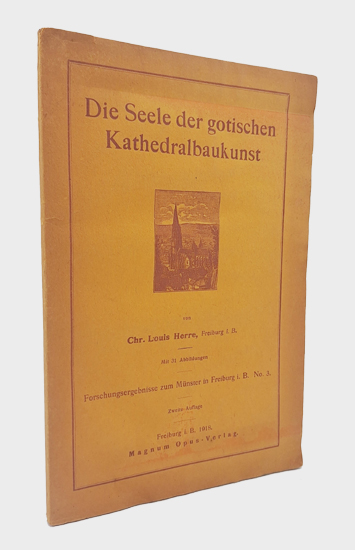 Die Seele der gotischen
Kathedralbaukunst
von
Chr. Louis Herre, Freiburg i. B.
Mit 31 Abbildungen
Forschungsergebnisse zum Münster in Freiburg i. B. No. 3.
Zweite Auflage
Freiburg i. B. 1918.
Magnum Opus-Verlag.